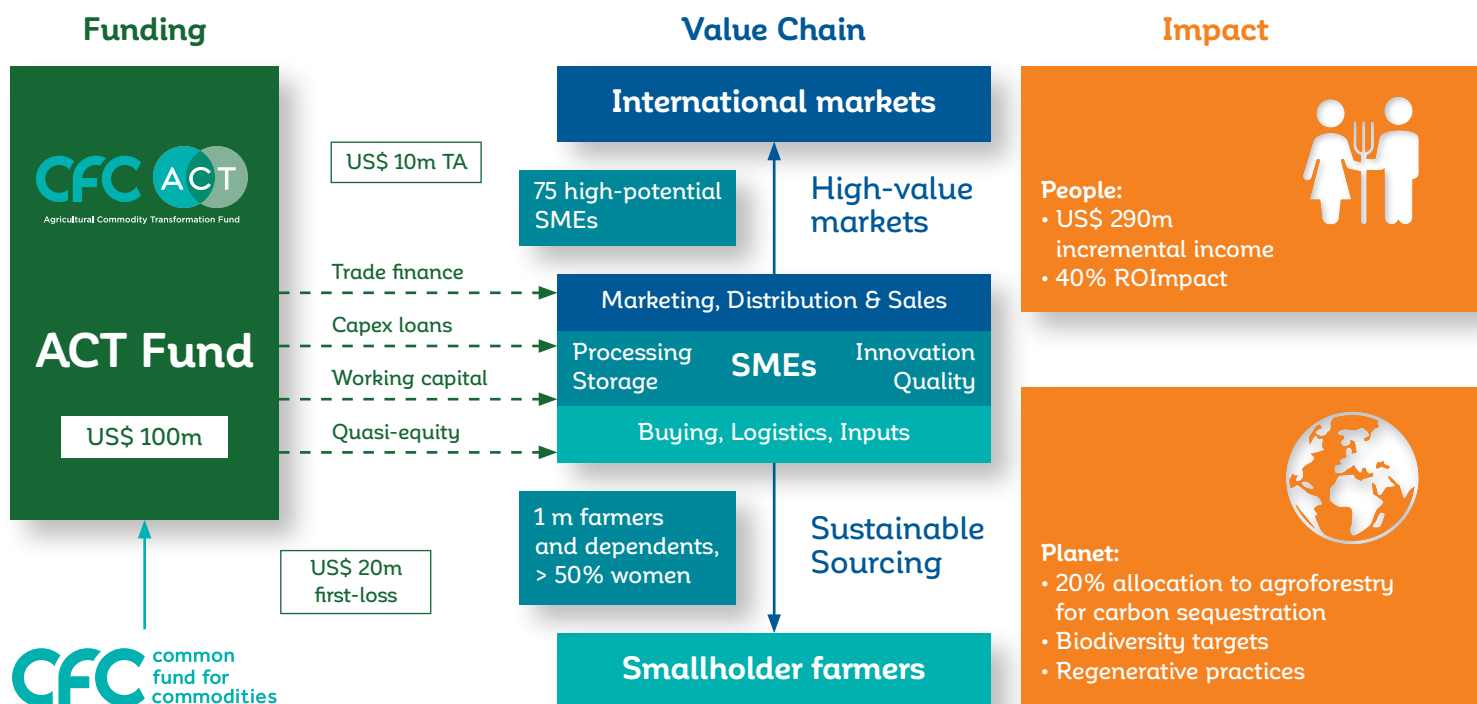 Funding
CFC ACT
Agricultural Commodity Transformation Fund
ACT Fund
US$ 100m
CFC common
fund for
commodities
US$ 10m TA
Trade finance
Capex loans
Working capital
Quasi-equity
US$ 20m
first-loss
Value Chain
International markets
75 high-potential
SMEs
High-value
markets
Marketing, Distribution & Sales
Processing
Storage
SMEs
Innovation
Quality
Buying, Logistics, Inputs
1 m farmers
and dependents,
> 50% women
Sustainable
Sourcing
Smallholder farmers
Impact
People:
• US$ 290m
incremental income
• 40% ROImpact
Planet:
• 20% allocation to agroforestry
for carbon sequestration
• Biodiversity targets
• Regenerative practices